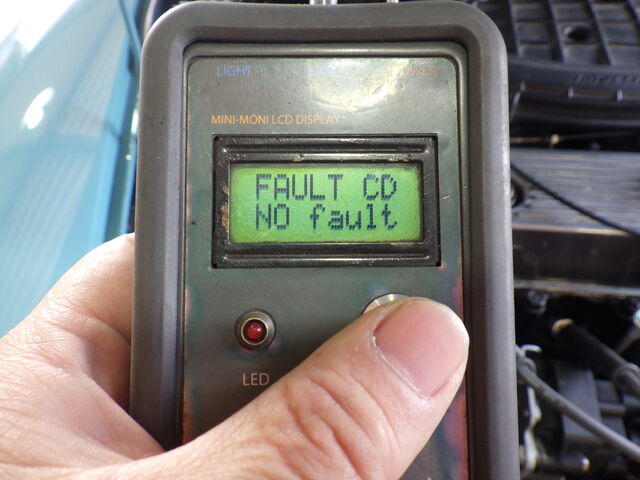 LIGHT
MINI-MONI LCD DISPLAY
FAULT CD
NO fault
LED